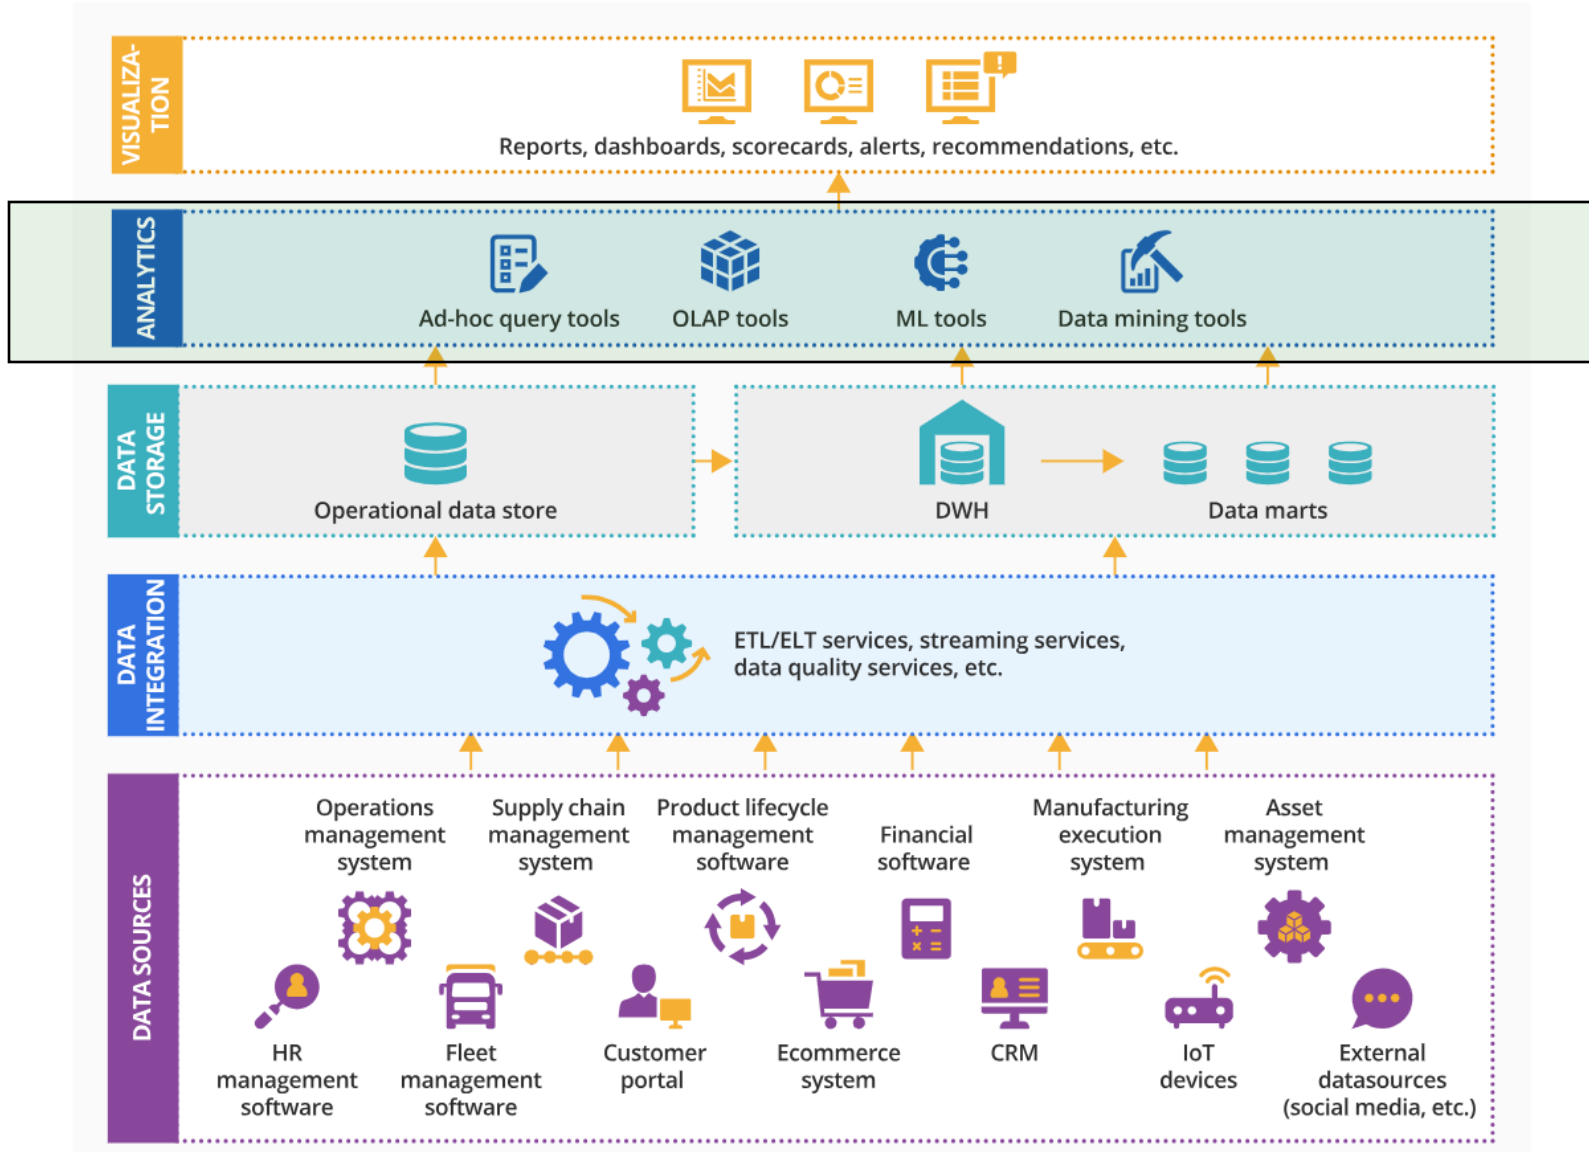 VISUALIZA-
TION
Reports, dashboards, scorecards, alerts, recommendations, etc.
ANALYTICS
Ad-hoc query tools
OLAP tools
ML tools
Data mining tools
DATA
STORAGE
Operational data store
DWH
Data marts
DATA
INTEGRATION
ETL/ELT services, streaming services,
data quality services, etc.
DATA SOURCES
Operations
management
system
Supply chain
management
system
Product lifecycle
management
software
Financial
software
Manufacturing
execution
system
Asset
management
system
HR
management
software
Fleet
management
software
Customer
portal
Ecommerce
system
CRM
IoT
devices
External
datasources
(social media, etc.)